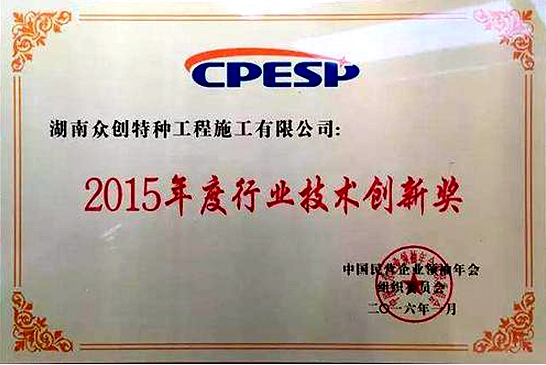 CPESP
湖南众创特种工程施工有限公司：
2015年度行业技术创新奖
中国民营企业领袖年会
组织委员会
二〇一六年一月